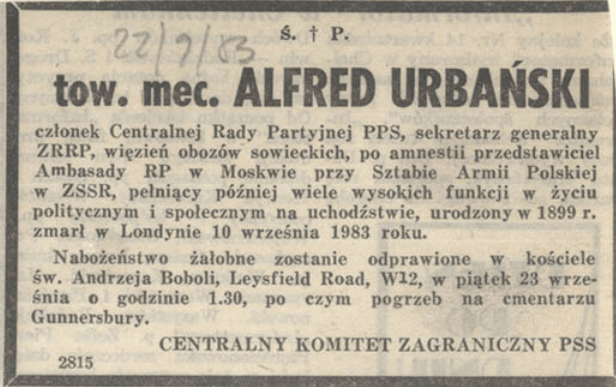 22/9/83
Ś. † P.
tow. mec. ALFRED URBAŃSKI
członek Centralnej Rady Partyjnej PPS, sekretarz generalny
ZRRP, więzień obozów sowieckich, po amnestii przedstawiciel
Ambasady RP w Moskwie przy Sztabie Armii Polskiej
w ZSSR, pełniący później wiele wysokich funkcji w życiu
politycznym i społecznym na uchodźstwie, urodzony w 1899 r.
zmarł w Londynie 10 września 1983 roku.
Nabożeństwo żałobne zostanie odprawione w kościele
św. Andrzeja Boboli, Leysfield Road, W12, w piątek 23 wrze-
śnia o godzinie 1.30, po czym pogrzeb na cmentarzu
Gunnersbury.
CENTRALNY KOMITET ZAGRANICZNY PSS
2815